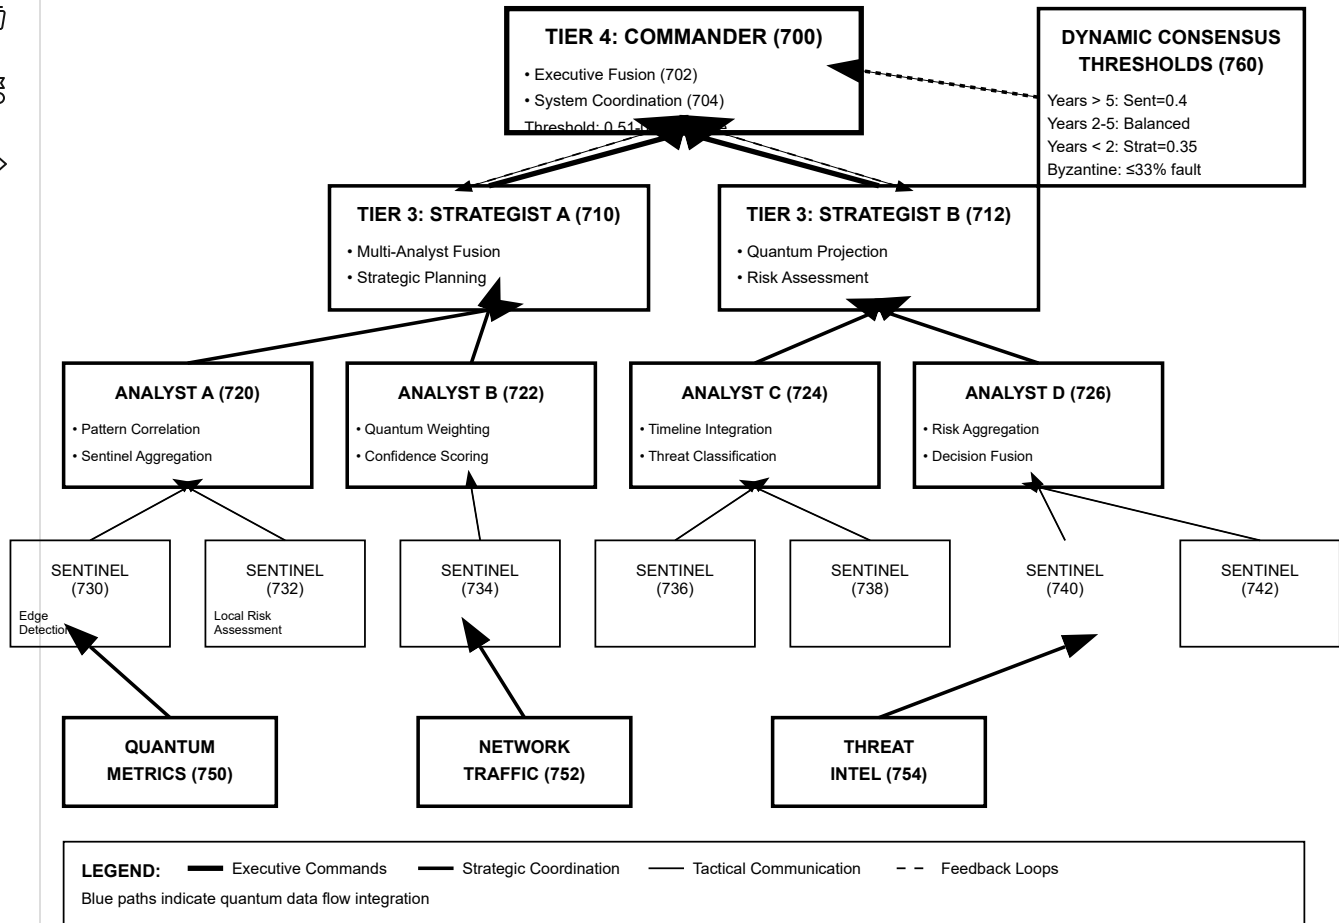 TIER 4: COMMANDER (700)
• Executive Fusion (702)
• System Coordination (704)
Threshold: 0.51-
DYNAMIC CONSENSUS
THRESHOLDS (760)
Years > 5: Sent=0.4
Years 2-5: Balanced
Years < 2: Strat=0.35
Byzantine: ≤33% fault
TIER 3: STRATEGIST A (710)
• Multi-Analyst Fusion
• Strategic Planning
TIER 3: STRATEGIST B (712)
• Quantum Projection
• Risk Assessment
ANALYST A (720)
• Pattern Correlation
• Sentinel Aggregation
ANALYST B (722)
• Quantum Weighting
• Confidence Scoring
ANALYST C (724)
• Timeline Integration
• Threat Classification
ANALYST D (726)
• Risk Aggregation
• Decision Fusion
SENTINEL
(730)
Edge
Detection
SENTINEL
(732)
Local Risk
Assessment
SENTINEL
(734)
SENTINEL
(736)
SENTINEL
(738)
SENTINEL
(740)
SENTINEL
(742)
QUANTUM
METRICS (750)
NETWORK
TRAFFIC (752)
THREAT
INTEL (754)
LEGEND: Executive Commands Strategic Coordination Tactical Communication Feedback Loops
Blue paths indicate quantum data flow integration